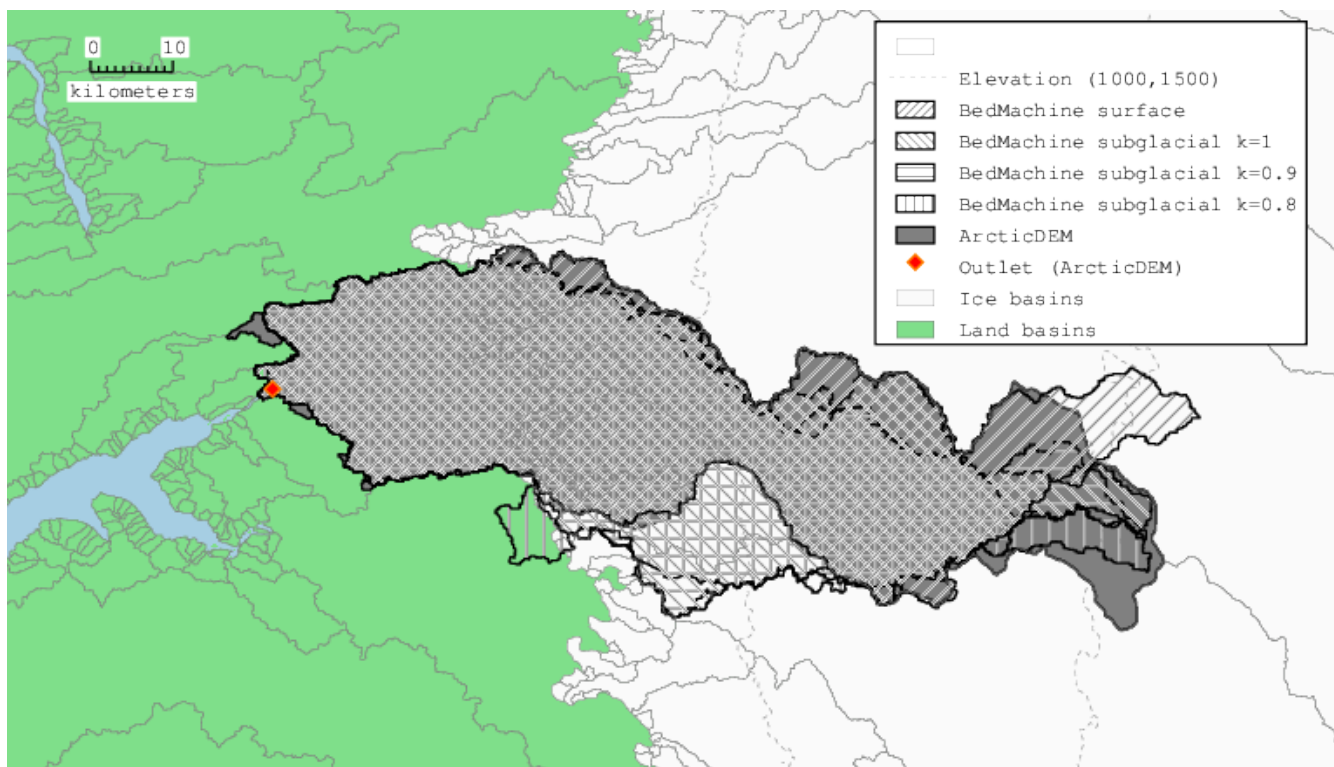 0 10
kilometers
Elevation (1000,1500)
BedMachine surface
BedMachine subglacial k=1
BedMachine subglacial k=0.9
BedMachine subglacial k=0.8
ArcticDEM
Outlet (ArcticDEM)
Ice basins
Land basins